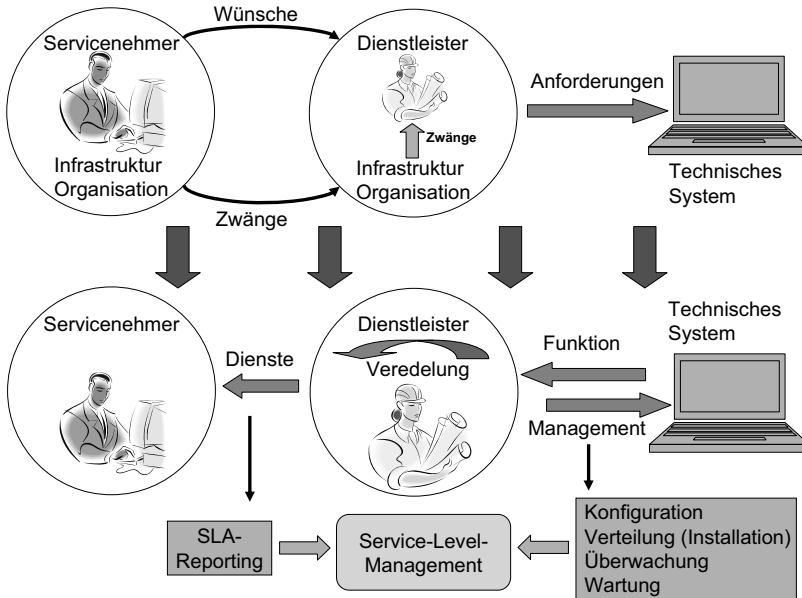 Wünsche
Servicenehmer
Dienstleister
Anforderungen
Zwänge
Infrastruktur
Organisation
Infrastruktur
Organisation
Technisches
System
Zwänge
Servicenehmer
Dienstleister
Technisches
System
Dienste
Veredelung
Funktion
Management
SLA-
Reporting
Service-Level-
Management
Konfiguration
Verteilung (Installation)
Überwachung
Wartung